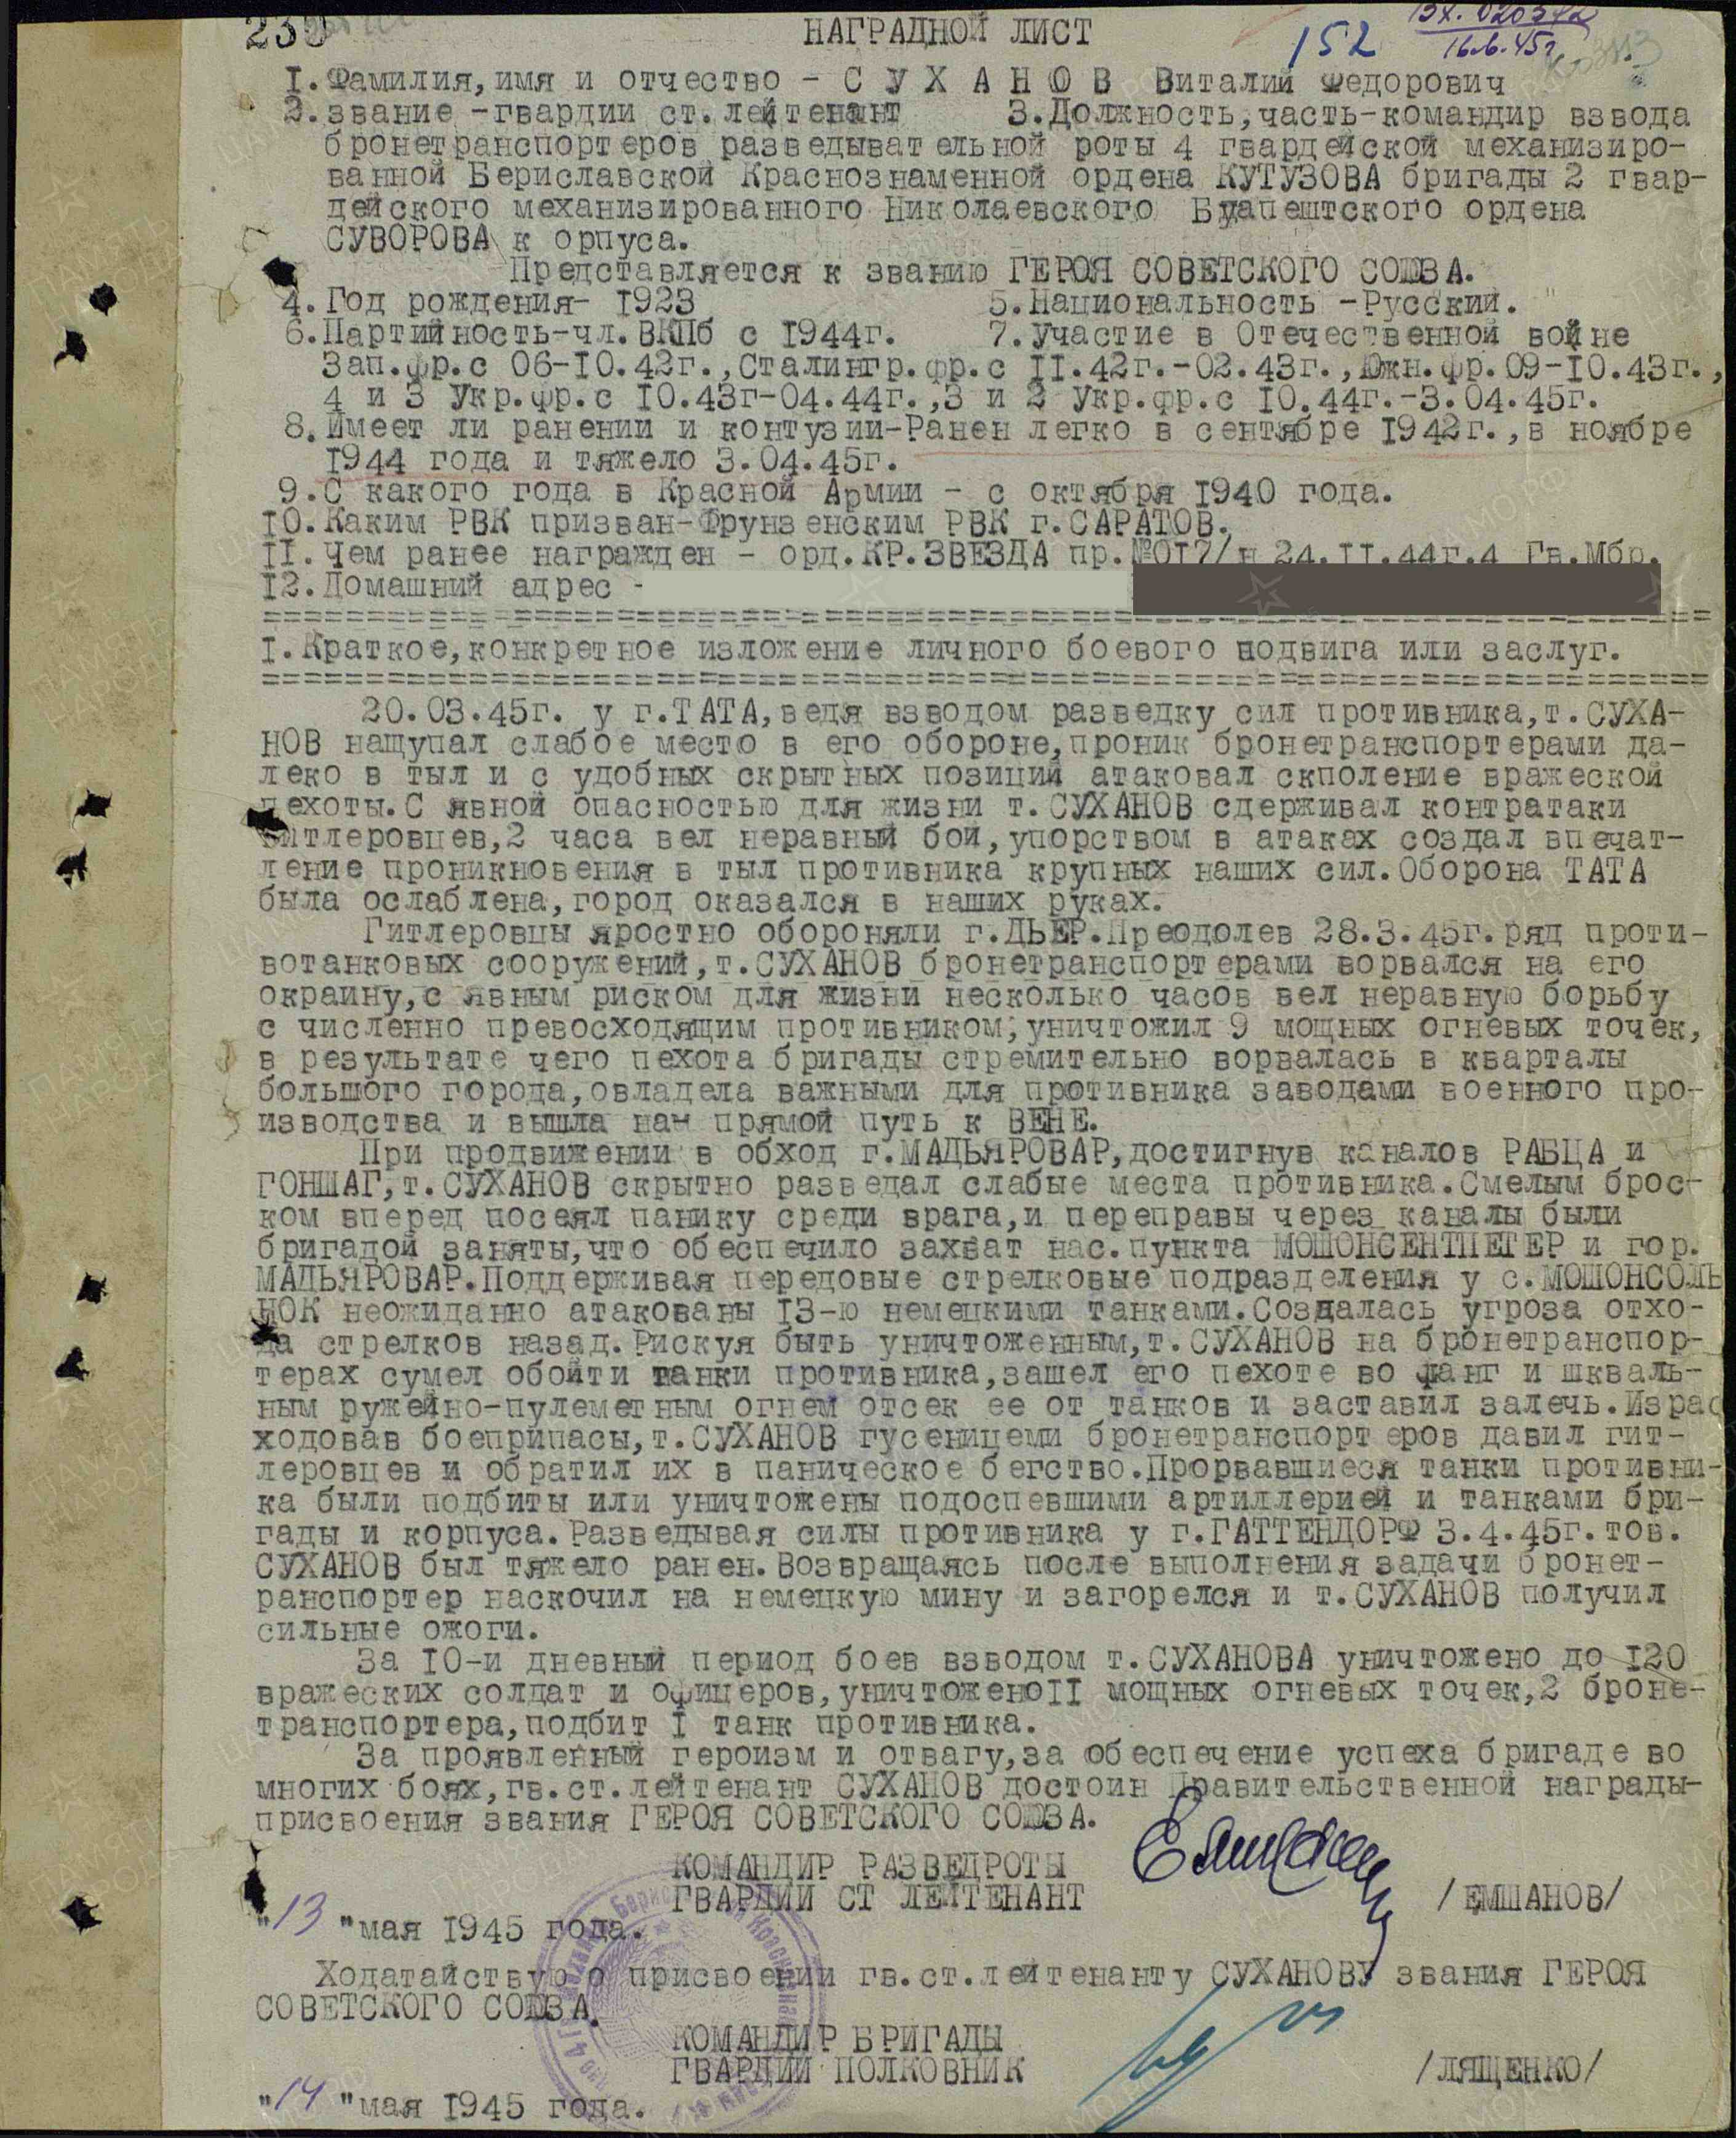 230
НАГРАДНОЙ ЛИСТ
152
вх. 020342
16.6.45г.
1. Фамилия, имя и отчество - С У Х А Н О В Виталий Федорович
2. звание - гвардии ст.лейтенант 3. Должность, часть-командир взвода
бронетранспортеров разведывательной роты 4 гвардейской механизиро-
ванной Бериславской Краснознаменной ордена КУТУЗОВА бригады 2 гвар-
дейского механизированного Николаевского Будапештского ордена
СУВОРОВА к орпуса.
Представляется к званию ГЕРОЯ СОВЕТСКОГО СОЮЗА.
4. Год рождения- 1923 5. Национальность -Русский.
6. Партийность-чл.ВКПб с 1944г. 7. Участие в Отечественной войне
Зап.фр.с 06-10.42г.,Сталингр.фр.с II.42г.-02.43г.,Южн.фр.09-10.43г.,
4 и 3 Укр.фр.с 10.43г-04.44г.,3 и 2 Укр.фр.с 10.44г.-3.04.45г.
8. Имеет ли ранении и контузии-Ранен легко в сентябре 1942г.,в ноябре
1944 года и тяжело 3.04.45г.
9. С какого года в Красной Армии - с октября 1940 года.
10. Каким РВК призван-Фрунзенским РВК г.САРАТОВ.
II. Чем ранее награжден - орд.КР.ЗВЕЗДА пр.№017/н 24.II.44г.4 Гв.Мбр.
12. Домашний адрес -
I. Краткое,конкретное изложение личного боевого подвига или заслуг.
20.03.45г. у г.ТАТА,ведя взводом разведку сил противника,т.СУХА-
НОВ нащупал слабое место в его обороне,проник бронетранспортерами да-
леко в тыл и с удобных скрытных позиций атаковал скполение вражеской
пехоты.С явной опасностью для жизни т.СУХАНОВ сдерживал контратаки
гитлеровцев,2 часа вел неравный бой,упорством в атаках создал впечат-
ление проникновения в тыл противника крупных наших сил.Оборона ТАТА
была ослаблена,город оказался в наших руках.
Гитлеровцы яростно обороняли г.ДЬЕР.Преодолев 28.3.45г.ряд проти-
вотанковых сооружений,т.СУХАНОВ бронетранспортерами ворвался на его
окраину,с явным риском для жизни несколько часов вел неравную борьбу
с численно превосходящим противником,уничтожил 9 мощных огневых точек,
в результате чего пехота бригады стремительно ворвалась в кварталы
большого города,овладела важными для противника заводами военного про-
изводства и вышла нан прямой путь к ВЕНЕ.
При продвижении в обход г.МАДЬЯРОВАР,достигнув каналов РАБЦА и
ГОНШАГ,т.СУХАНОВ скрытно разведал слабые места противника.Смелым брос-
ком вперед посеял панику среди врага,и переправы через каналы были
бригадой заняты,что обеспечило захват нас.пункта МОШОНСЕНТПЕТЕР и гор.
МАДЬЯРОВАР.Поддерживая передовые стрелковые подразделения у с.МОШОНСОЛЬ
НОК неожиданно атакованы 13-ю немецкими танками.Создалась угроза отхо-
да стрелков назад.Рискуя быть уничтоженным,т.СУХАНОВ на бронетранспор-
терах сумел обойти танки противника,зашел его пехоте во фланг и шкваль-
ным ружейно-пулеметным огнем отсек ее от танков и заставил залечь.Израс
ходовав боеприпасы,т.СУХАНОВ гусеницеми бронетранспортеров давил гит-
леровцев и обратил их в паническое бегство.Прорвавшиеся танки противни-
ка были подбиты или уничтожены подоспевшими артиллерией и танками бри-
гады и корпуса.Разведывая силы противника у г.ГАТТЕНДОРФ 3.4.45г.тов.
СУХАНОВ был тяжело ранен.Возвращаясь после выполнения задачи бронет-
ранспортер наскочил на немецкую мину и загорелся и т.СУХАНОВ получил
сильные ожоги.
За 10-и дневный период боев взводом т.СУХАНОВА уничтожено до 120
вражеских солдат и офицеров,уничтоженоII мощных огневых точек,2 броне-
транспортера,подбит I танк противника.
За проявленный героизм и отвагу,за обеспечение успеха бригаде во
многих боях,гв.ст.лейтенант СУХАНОВ достоин Правительственной награды-
присвоения звания ГЕРОЯ СОВЕТСКОГО СОЮЗА.
КОМАНДИР РАЗВЕДРОТЫ
ГВАРДИИ СТ ЛЕЙТЕНАНТ /ЕМШАНОВ/
"13 "мая 1945 года.
Ходатайствую о присвоении гв.ст.лейтенанту СУХАНОВУ звания ГЕРОЯ
СОВЕТСКОГО СОЮЗА.
КОМАНДИР БРИГАДЫ
ГВАРДИИ ПОЛКОВНИК /ЛЯЩЕНКО/
"14 "мая 1945 года.